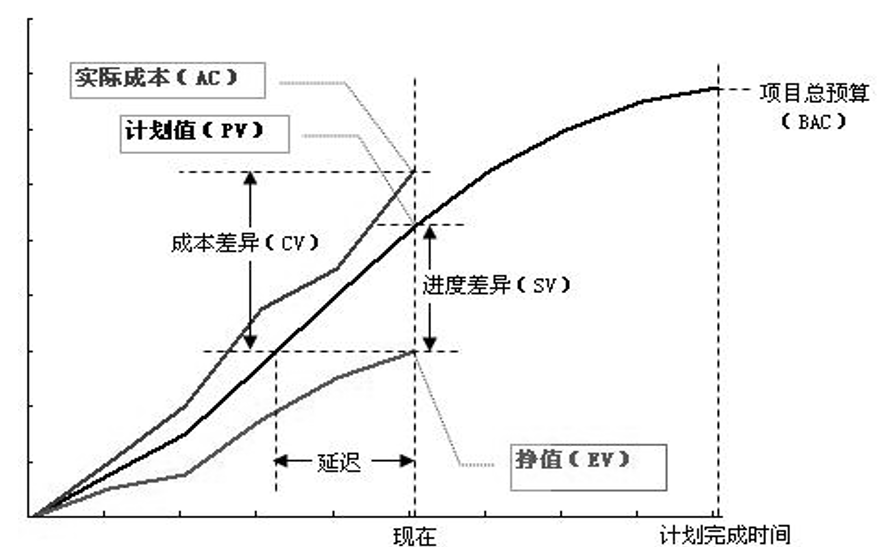 实际成本（AC）
计划值（PV）
项目总预算
（BAC）
成本差异（CV）
进度差异（SV）
延迟
挣值（EV）
现在
计划完成时间